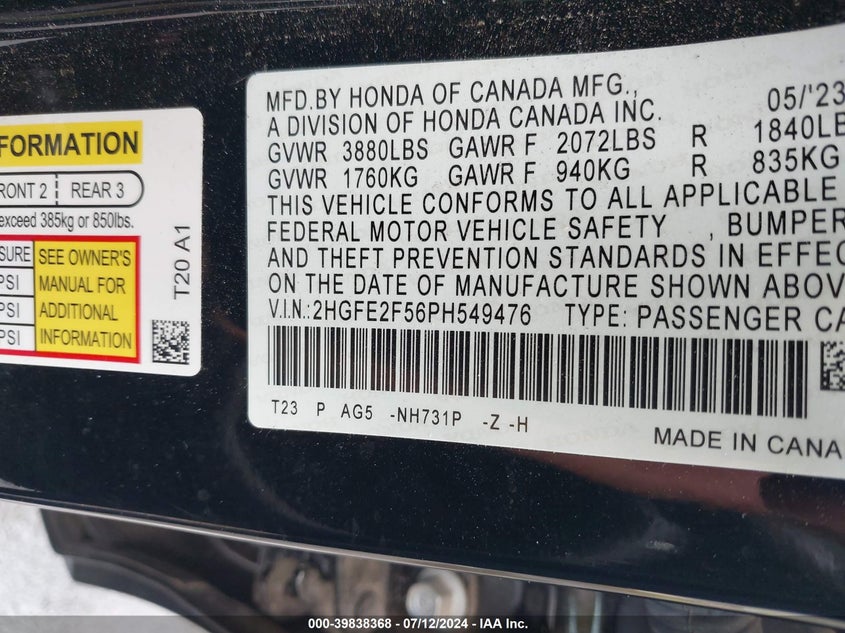 FORMATION
FRONT 2 REAR 3
exceed 385kg or 850lbs.
SURE
PSI
PSI
PSI
SEE OWNER'S
MANUAL FOR
ADDITIONAL
INFORMATION
T20 A1
MFD.BY HONDA OF CANADA MFG., 05/'23
A DIVISION OF HONDA CANADA INC.
GVWR 3880LBS GAWR F 2072LBS R 1840LB
GVWR 1760KG GAWR F 940KG R 835KG
THIS VEHICLE CONFORMS TO ALL APPLICABLE
FEDERAL MOTOR VEHICLE SAFETY , BUMPER
AND THEFT PREVENTION STANDARDS IN EFFEC
ON THE DATE OF MANUFACTURE SHOWN ABOV
V.I.N.:2HGFE2F56PH549476 TYPE: PASSENGER CA
T23 P AG5 -NH731P -Z -H
MADE IN CANA
000-39838368 - 07/12/2024 - IAA Inc.